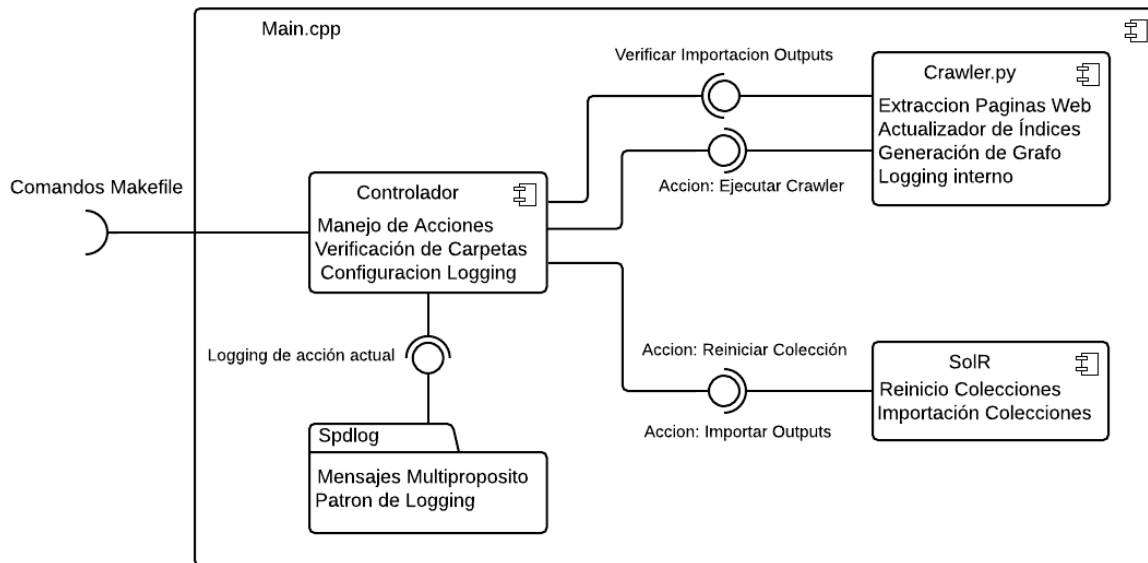 Main.cpp
Verificar Importacion Outputs
Crawler.py
Extraccion Paginas Web
Actualizador de Índices
Generación de Grafo
Logging interno
Accion: Ejecutar Crawler
Comandos Makefile
Controlador
Manejo de Acciones
Verificación de Carpetas
Configuracion Logging
Logging de acción actual
Accion: Reiniciar Colección
SolR
Reinicio Colecciones
Importación Colecciones
Accion: Importar Outputs
Spdlog
Mensajes Multiproposito
Patron de Logging